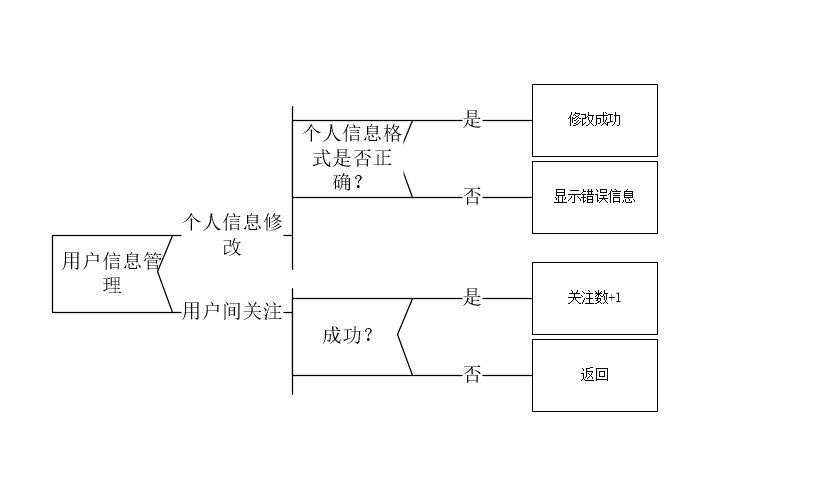 用户信息管
理
个人信息修
改
个人信息格
式是否正
确？
是
修改成功
否
显示错误信息
用户间关注
成功？
是
关注数+1
否
返回